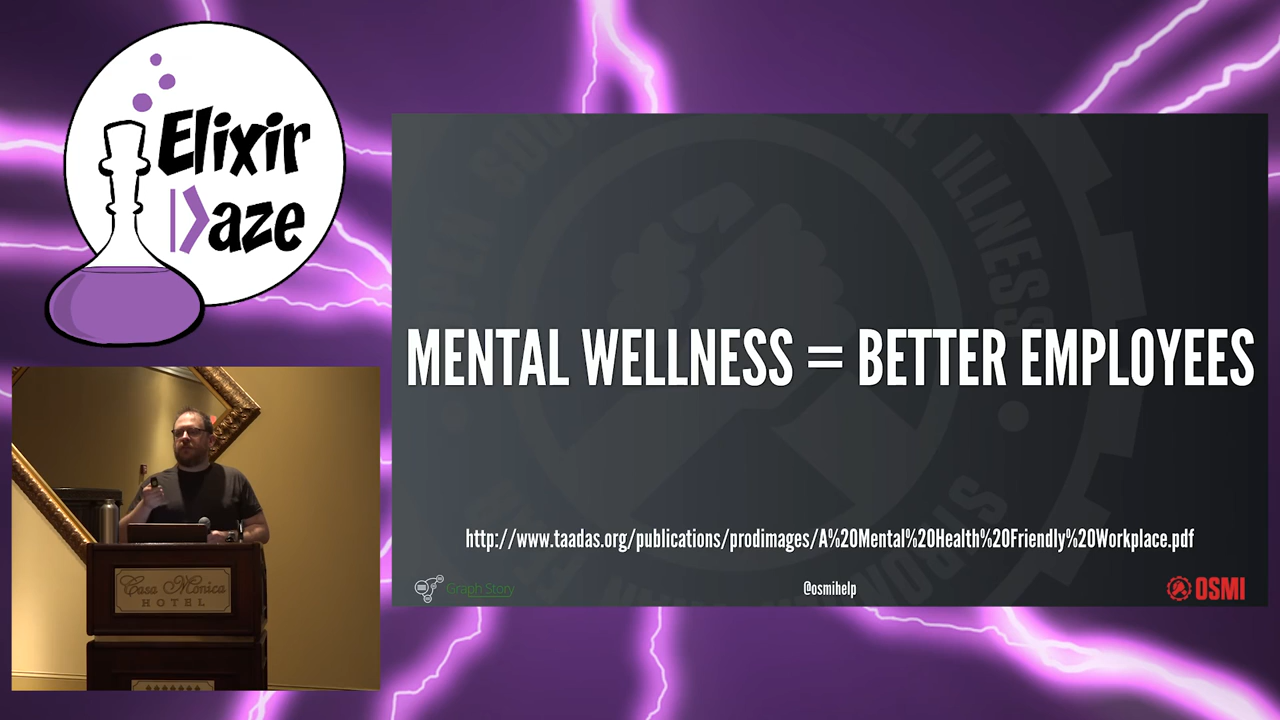 Elixir
|>aze
MENTAL WELLNESS = BETTER EMPLOYEES
http://www.taadas.org/publications/prodimages/A%20Mental%20Health%20Friendly%20Workplace.pdf
Graph Story
@osmihelp
OSMI
Casa Monica
HOTEL
ILLNESS